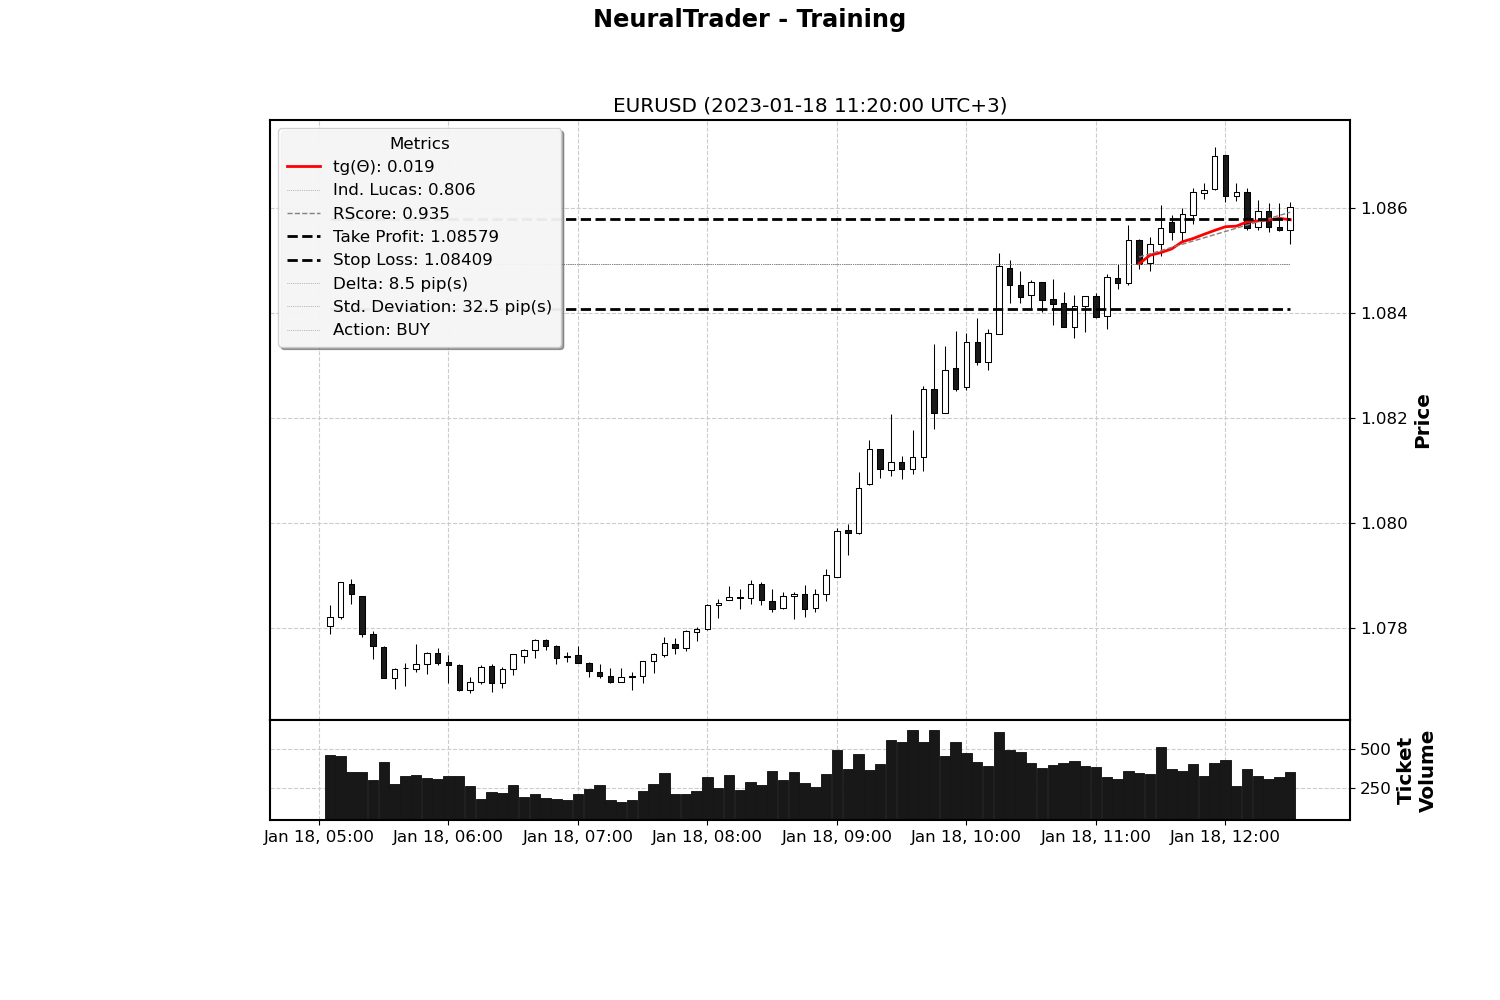 NeuralTrader - Training
EURUSD (2023-01-18 11:20:00 UTC+3)
Metrics
tg(Θ): 0.019
Ind. Lucas: 0.806
RScore: 0.935
Take Profit: 1.08579
Stop Loss: 1.08409
Delta: 8.5 pip(s)
Std. Deviation: 32.5 pip(s)
Action: BUY
1.086
1.084
1.082
1.080
1.078
Price
500
250
Ticket
Volume
Jan 18, 05:00
Jan 18, 06:00
Jan 18, 07:00
Jan 18, 08:00
Jan 18, 09:00
Jan 18, 10:00
Jan 18, 11:00
Jan 18, 12:00